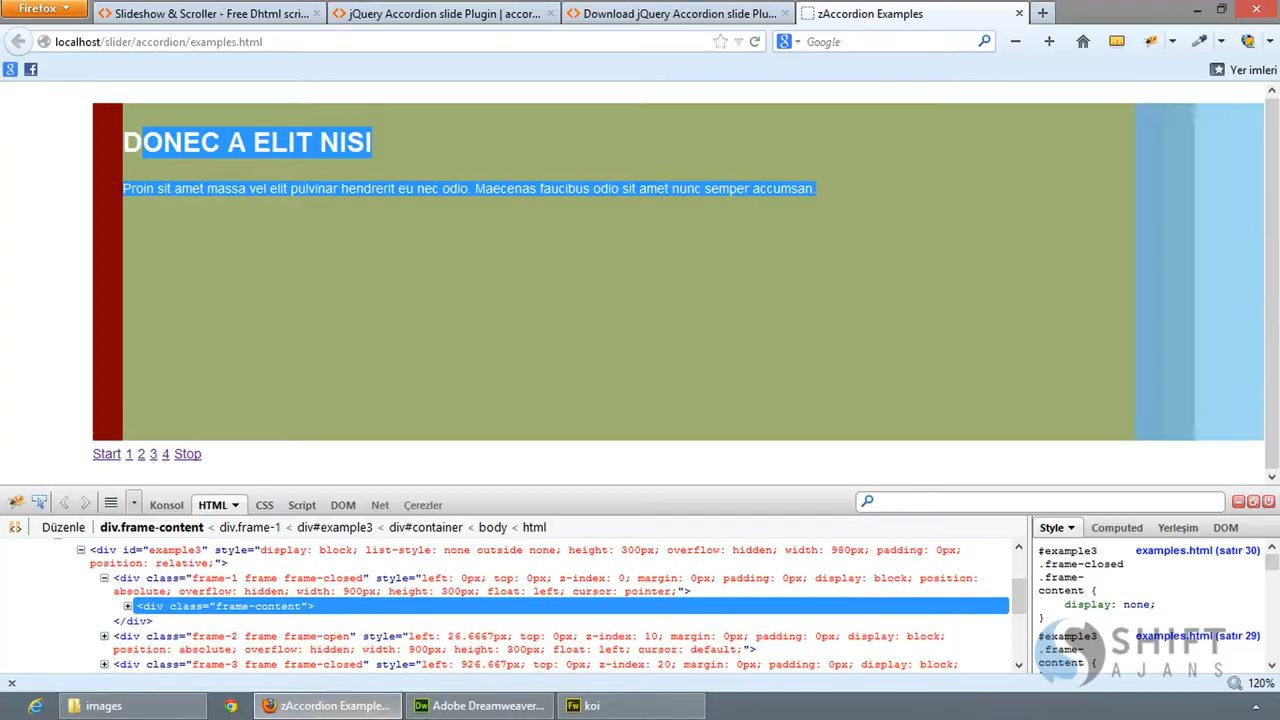 Firefox
Slideshow & Scroller - Free Dhtml scri...
jQuery Accordion slide Plugin | accor...
Download jQuery Accordion slide Plu...
zAccordion Examples
localhost/slider/accordion/examples.html
Google
Yer imleri
DONEC A ELIT NISI
Proin sit amet massa vel elit pulvinar hendrerit eu nec odio. Maecenas faucibus odio sit amet nunc semper accumsan.
Start 1 2 3 4 Stop
Konsol HTML CSS Script DOM Net Çerezler
Düzenle div.frame-content < div.frame-1 < div#example3 < div#container < body < html
Style Computed Yerleşim DOM
<div id="example3" style="display: block; list-style: none outside none; height: 300px; overflow: hidden; width: 980px; padding: 0px;
position: relative;">
<div class="frame-1 frame frame-closed" style="left: 0px; top: 0px; z-index: 0; margin: 0px; padding: 0px; display: block; position:
absolute; overflow: hidden; width: 900px; height: 300px; float: left; cursor: pointer;">
<div class="frame-content">
</div>
<div class="frame-2 frame frame-open" style="left: 26.6667px; top: 0px; z-index: 10; margin: 0px; padding: 0px; display: block;
position: absolute; overflow: hidden; width: 900px; height: 300px; float: left; cursor: default;">
<div class="frame-3 frame frame-closed" style="left: 926.667px; top: 0px; z-index: 20; margin: 0px; padding: 0px; display: block;
#example3 examples.html (satır 30)
.frame-closed
.frame-
content {
display: none;
}
#example3 examples.html (satır 29)
.frame-
content {
SHIFT
AJANS
120%
images
zAccordion Example...
Dw Adobe Dreamweaver...
Fw koi